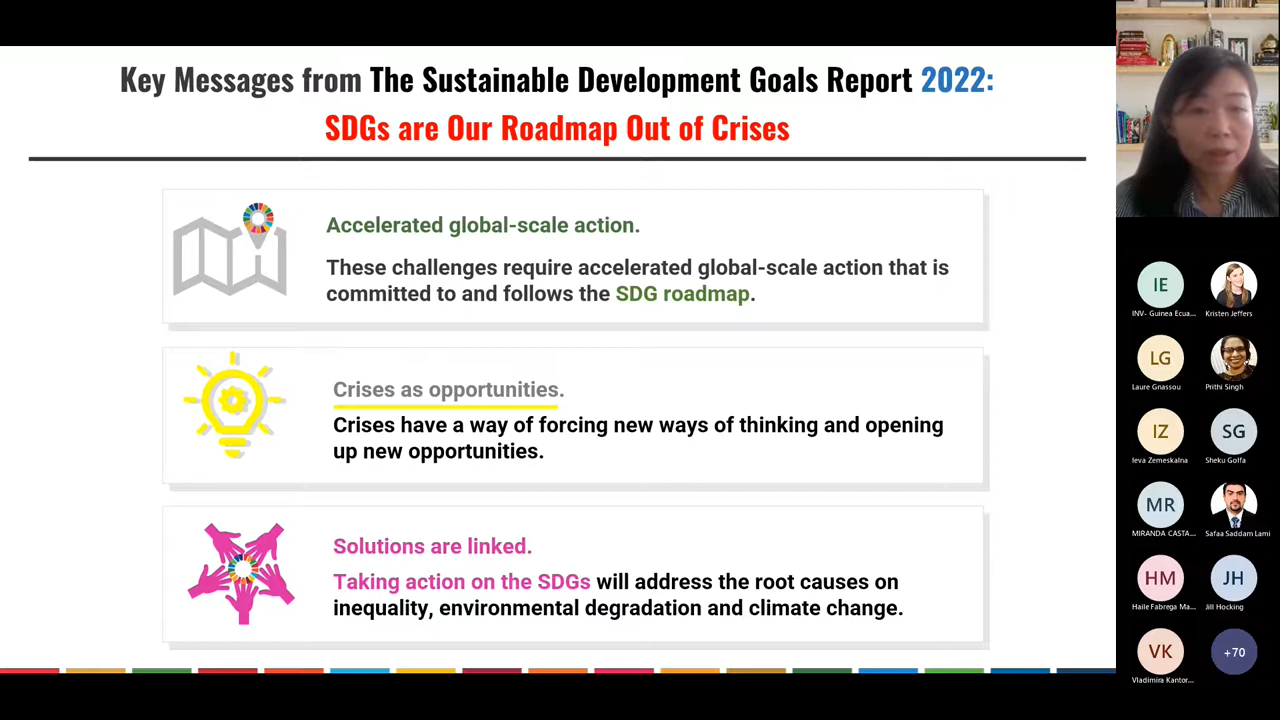 Key Messages from The Sustainable Development Goals Report 2022:
SDGs are Our Roadmap Out of Crises
Accelerated global-scale action.
These challenges require accelerated global-scale action that is
committed to and follows the SDG roadmap.
Crises as opportunities.
Crises have a way of forcing new ways of thinking and opening
up new opportunities.
Solutions are linked.
Taking action on the SDGs will address the root causes on
inequality, environmental degradation and climate change.
IE
INV- Guinea Ecua...
Kristen Jeffers
LG
Laure Gnassou
Prithi Singh
IZ
Ieva Zemeskalna
SG
Sheku Golfa
MR
MIRANDA CASTA...
Safaa Saddam Lami
HM
Haile Fabrega Ma...
JH
Jill Hocking
VK
Vladimira Kantor...
+70